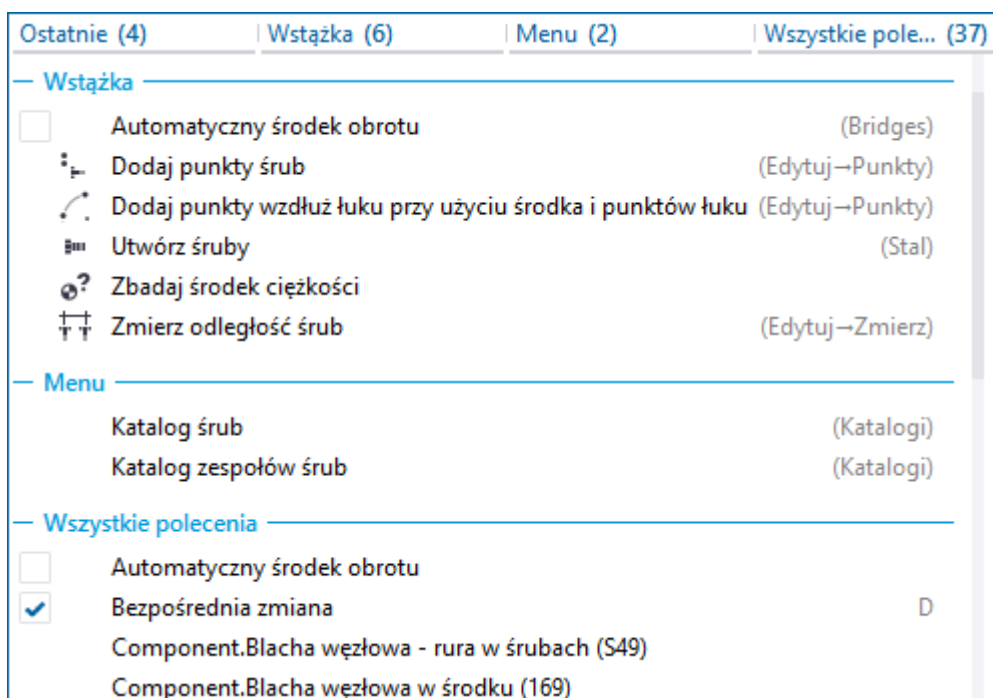 Ostatnie (4) Wstążka (6) Menu (2) Wszystkie pole... (37)
Wstążka
Automatyczny środek obrotu (Bridges)
Dodaj punkty śrub (Edytuj→Punkty)
Dodaj punkty wzdłuż łuku przy użyciu środka i punktów łuku (Edytuj→Punkty)
Utwórz śruby (Stal)
Zbadaj środek ciężkości
Zmierz odległość śrub (Edytuj→Zmierz)
Menu
Katalog śrub (Katalogi)
Katalog zespołów śrub (Katalogi)
Wszystkie polecenia
Automatyczny środek obrotu
Bezpośrednia zmiana D
Component.Blacha węzłowa - rura w śrubach (S49)
Component.Blacha węzłowa w środku (169)